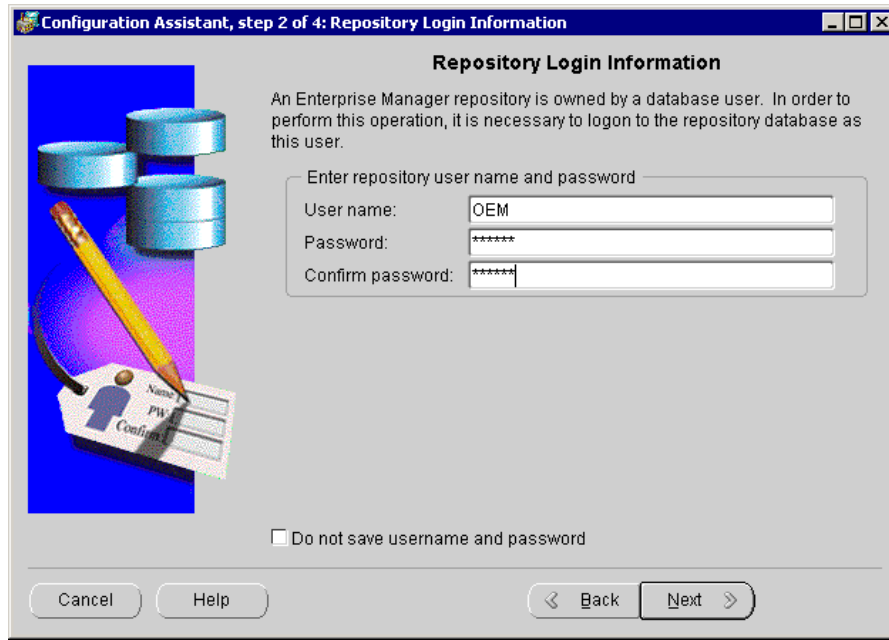 Configuration Assistant, step 2 of 4: Repository Login Information
Repository Login Information
An Enterprise Manager repository is owned by a database user. In order to
perform this operation, it is necessary to logon to the repository database as
this user.
Enter repository user name and password
User name: OEM
Password: ******
Confirm password: ******
Name
PW
Confirm
Do not save username and password
Cancel Help Back Next